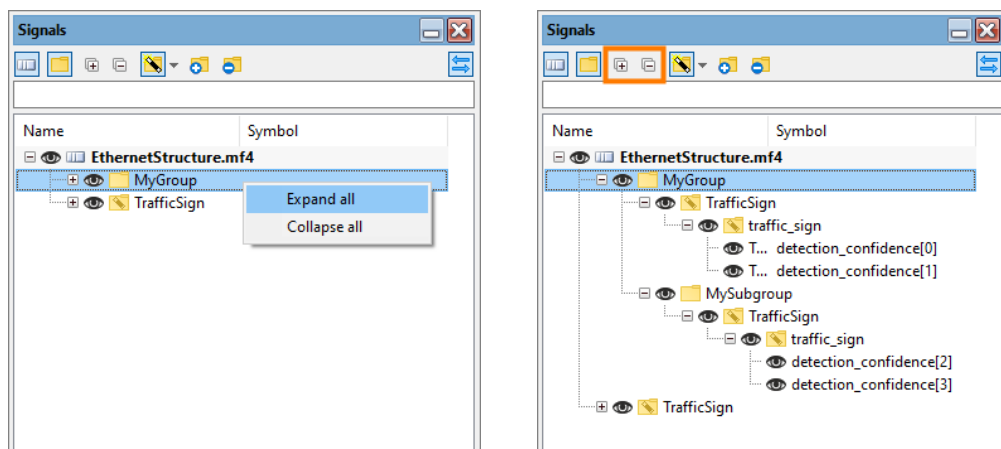 Signals
Name Symbol
EthernetStructure.mf4
MyGroup
TrafficSign
Expand all
Collapse all
Signals
Name Symbol
EthernetStructure.mf4
MyGroup
TrafficSign
traffic_sign
T... detection_confidence[0]
T... detection_confidence[1]
MySubgroup
TrafficSign
traffic_sign
detection_confidence[2]
detection_confidence[3]
TrafficSign